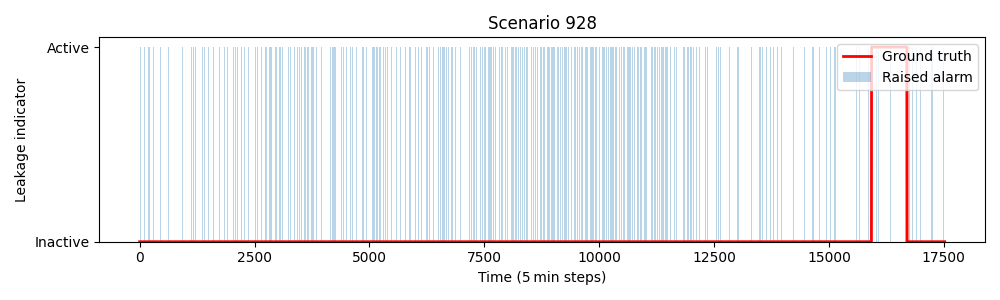 Scenario 928
Active
Inactive
Leakage indicator
Ground truth
Raised alarm
0
2500
5000
7500
10000
12500
15000
17500
Time (5 min steps)